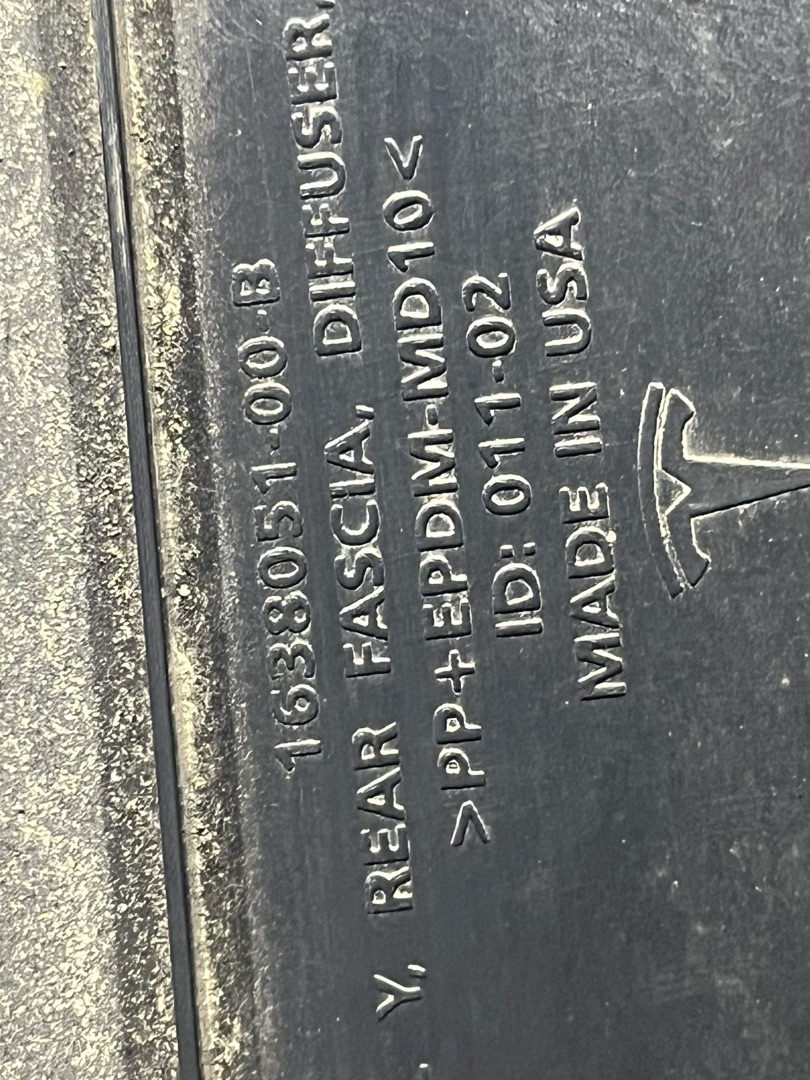 1638051-00-B
Y, REAR FASCIA, DIFFUSER,
>PP+EPDM-MD10<
ID: 011-02
MADE IN USA